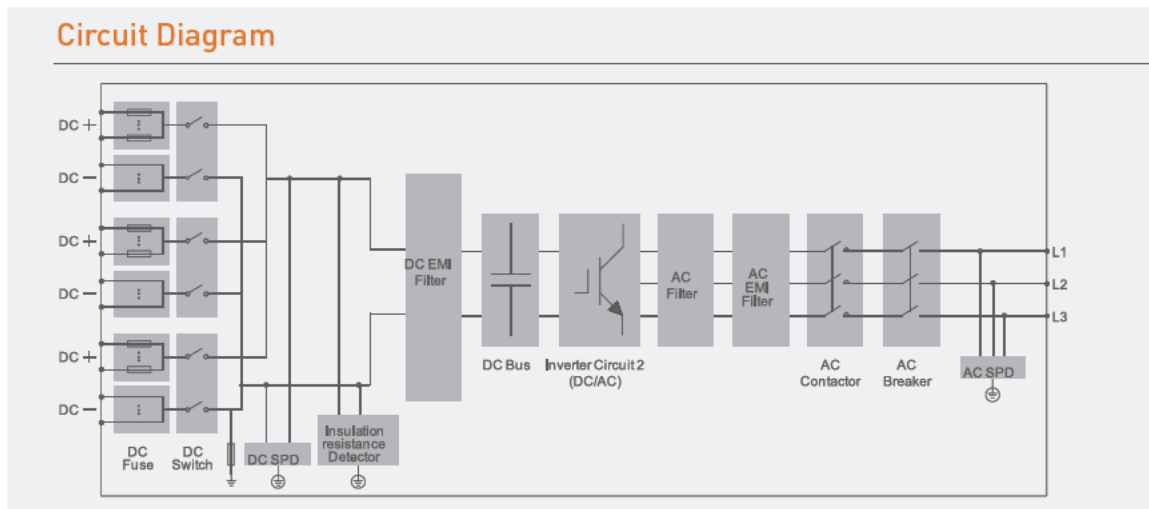 Circuit Diagram
DC +
DC −
DC +
DC −
DC +
DC −
DC
Fuse
DC
Switch
DC SPD
Insulation
resistance
Detector
DC EMI
Filter
DC Bus
Inverter Circuit 2
(DC/AC)
AC
Filter
AC
EMI
Filter
AC
Contactor
AC
Breaker
L1
L2
L3
AC SPD